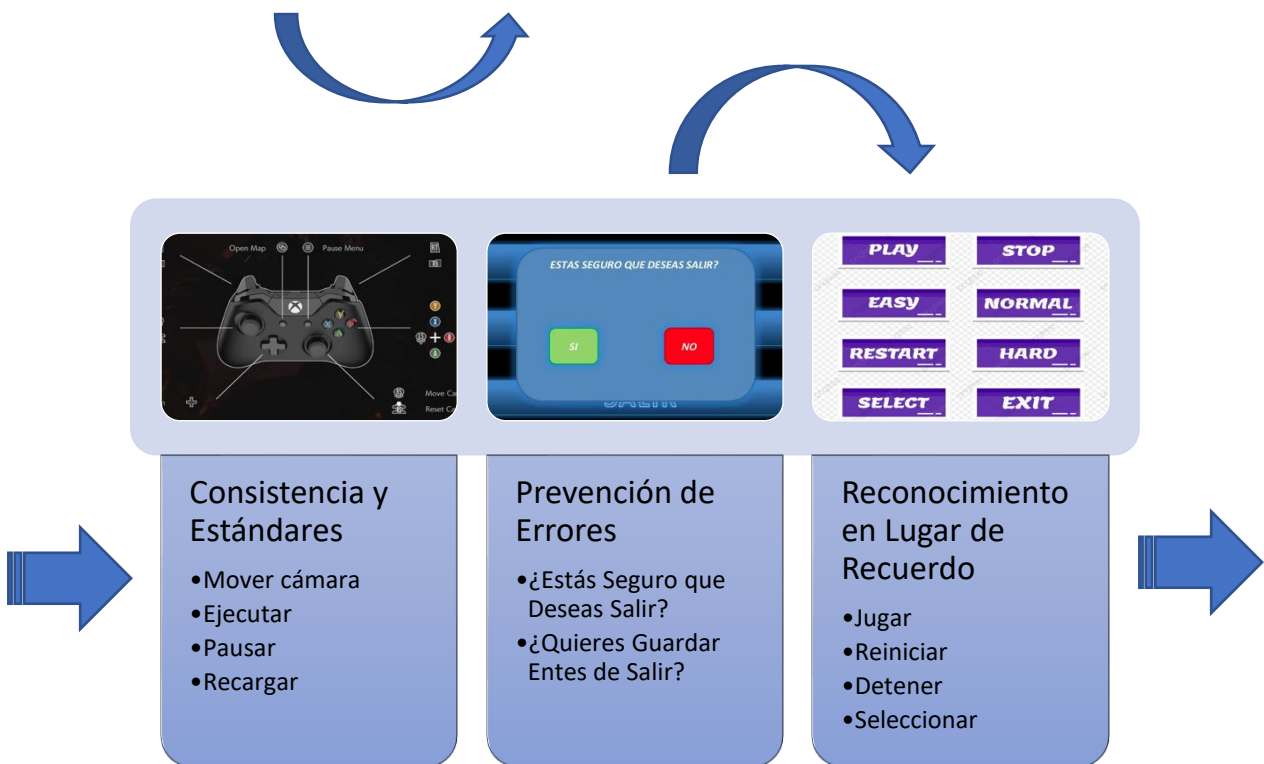 Open Map
Pause Menu
Move Ca
Reset Ca
ESTAS SEGURO QUE DESEAS SALIR?
SI
NO
SALIR
PLAY
STOP
EASY
NORMAL
RESTART
HARD
SELECT
EXIT
Consistencia y
Estándares
•Mover cámara
•Ejecutar
•Pausar
•Recargar
Prevención de
Errores
•¿Estás Seguro que
Deseas Salir?
•¿Quieres Guardar
Entes de Salir?
Reconocimiento
en Lugar de
Recuerdo
•Jugar
•Reiniciar
•Detener
•Seleccionar